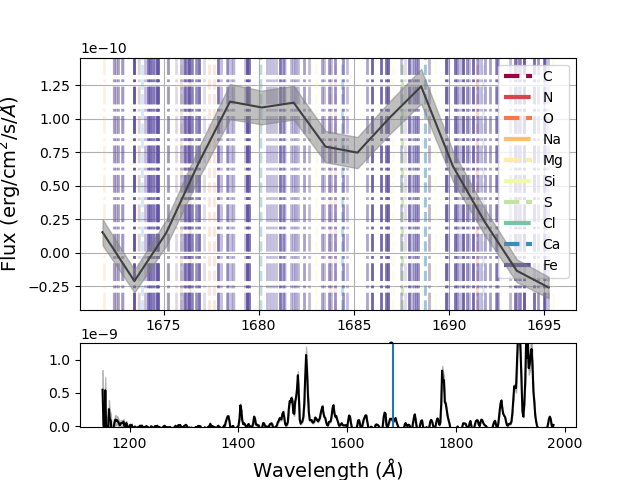 1e−10
Flux (erg/cm²/s/Å)
1.25
1.00
0.75
0.50
0.25
0.00
−0.25
1675
1680
1685
1690
1695
C
N
O
Na
Mg
Si
S
Cl
Ca
Fe
1e−9
1.0
0.5
0.0
1200
1400
1600
1800
2000
Wavelength (Å)